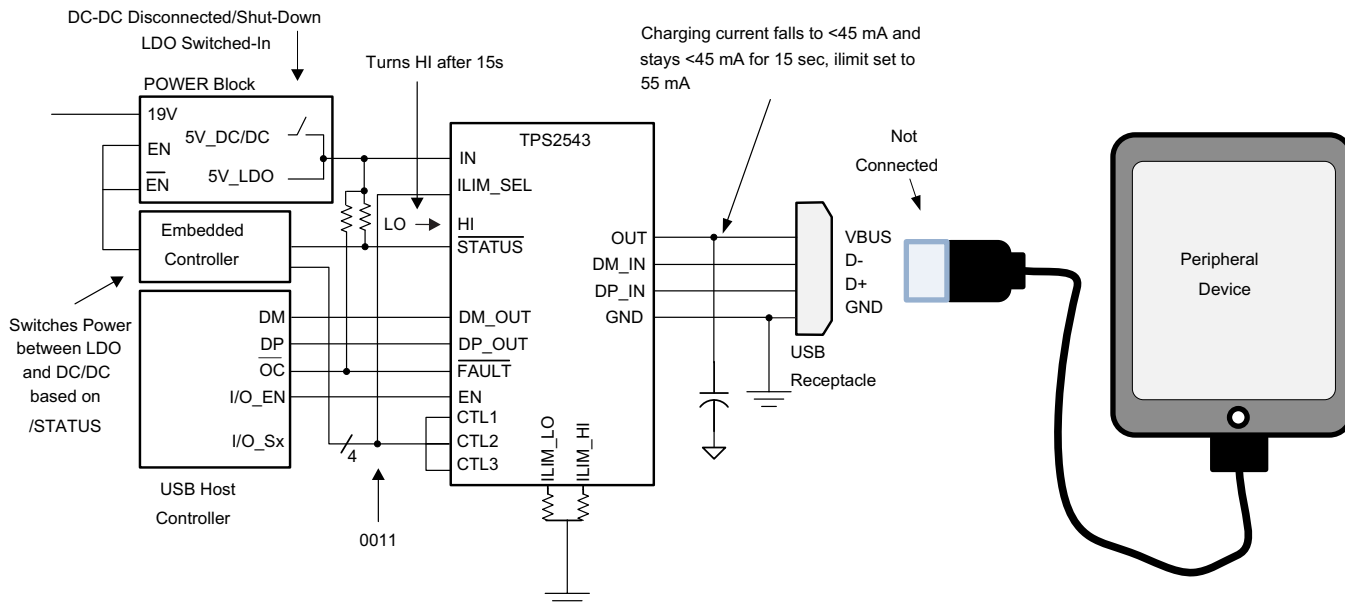 DC-DC Disconnected/Shut-Down
LDO Switched-In
POWER Block
19V
5V_DC/DC
EN
5V_LDO
EN
Embedded
Controller
Switches Power
between LDO
and DC/DC
based on
/STATUS
DM
DP
OC
I/O_EN
I/O_Sx
USB Host
Controller
4
0011
Turns HI after 15s
LO
HI
TPS2543
IN
ILIM_SEL
STATUS
DM_OUT
DP_OUT
FAULT
EN
CTL1
CTL2
CTL3
ILIM_LO
ILIM_HI
OUT
DM_IN
DP_IN
GND
Charging current falls to <45 mA and
stays <45 mA for 15 sec, ilimit set to
55 mA
VBUS
D-
D+
GND
USB
Receptacle
Not
Connected
Peripheral
Device